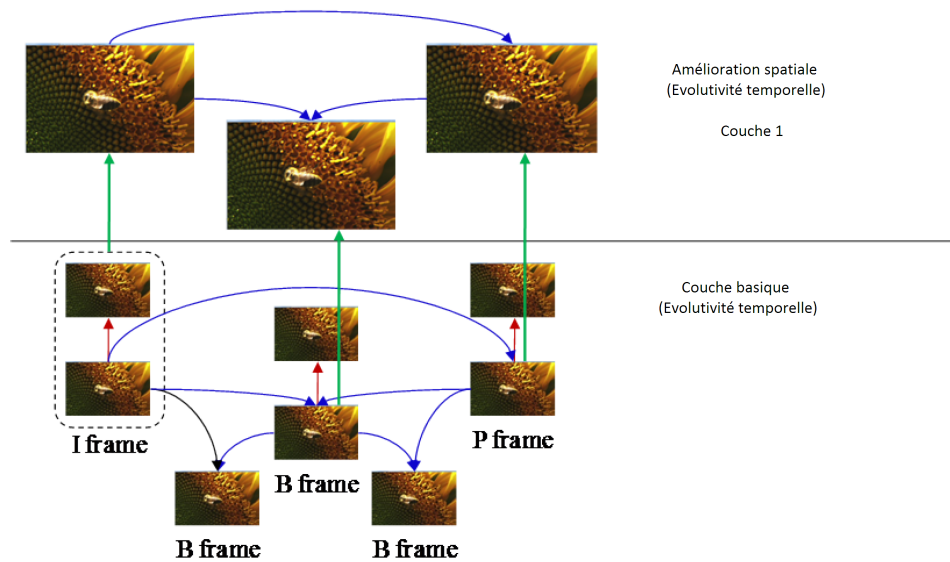 Amélioration spatiale
(Evolutivité temporelle)
Couche 1
Couche basique
(Evolutivité temporelle)
I frame
P frame
B frame
B frame
B frame